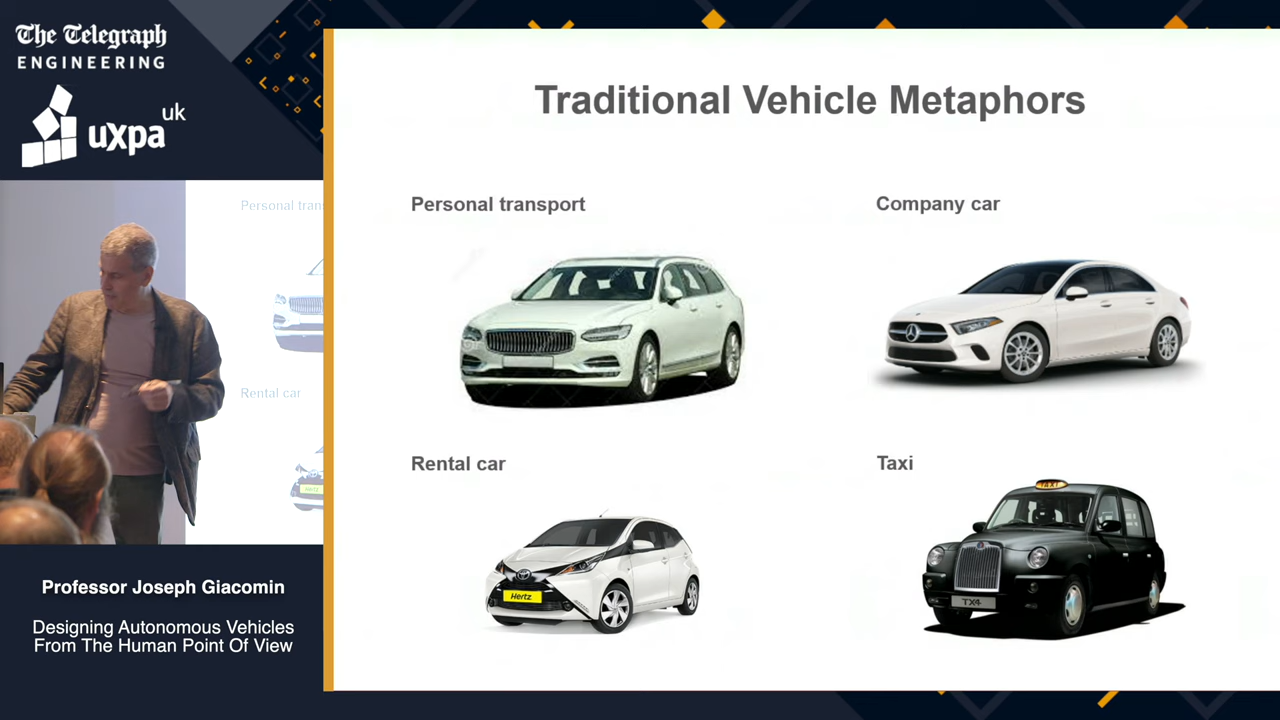 The Telegraph
ENGINEERING
uxpa uk
Personal tran
Rental car
Hertz
Professor Joseph Giacomin
Designing Autonomous Vehicles
From The Human Point Of View
Traditional Vehicle Metaphors
Personal transport
Company car
Rental car
Hertz
Taxi
TAXI
TX4